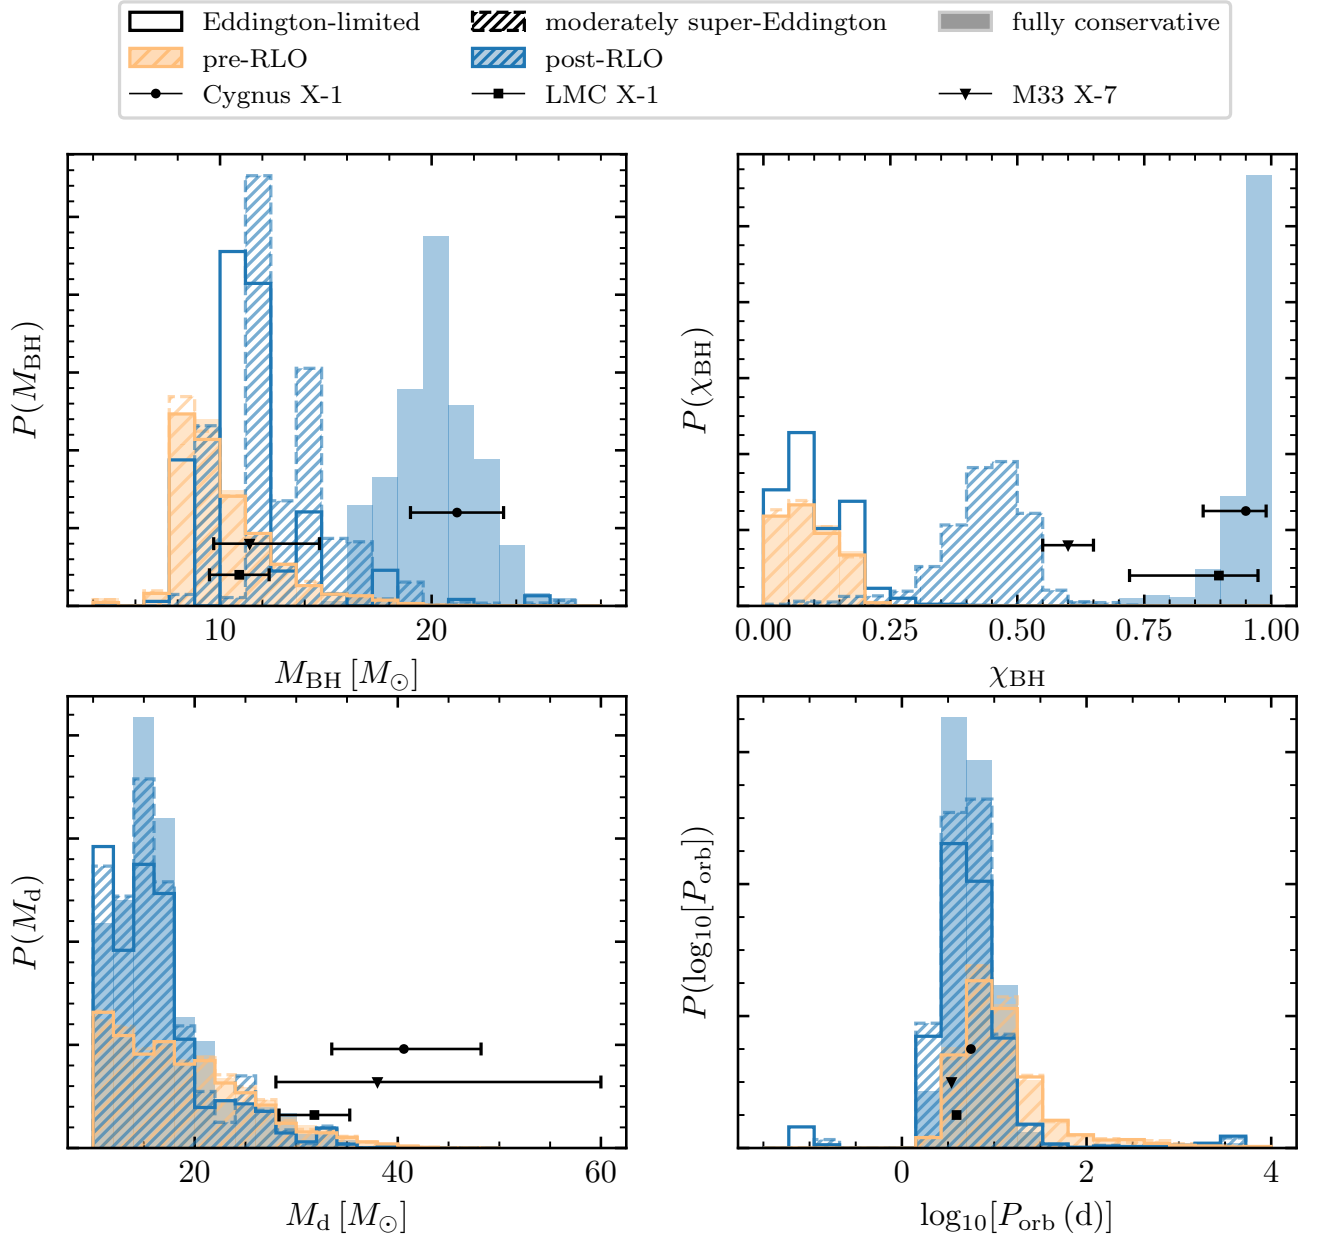 Eddington-limited moderately super-Eddington fully conservative
pre-RLO post-RLO
Cygnus X-1 LMC X-1 M33 X-7
P(M_BH)
10 20
M_BH [M_⊙]
P(χ_BH)
0.00 0.25 0.50 0.75 1.00
χ_BH
P(M_d)
20 40 60
M_d [M_⊙]
P(log₁₀[P_orb])
0 2 4
log₁₀[P_orb (d)]